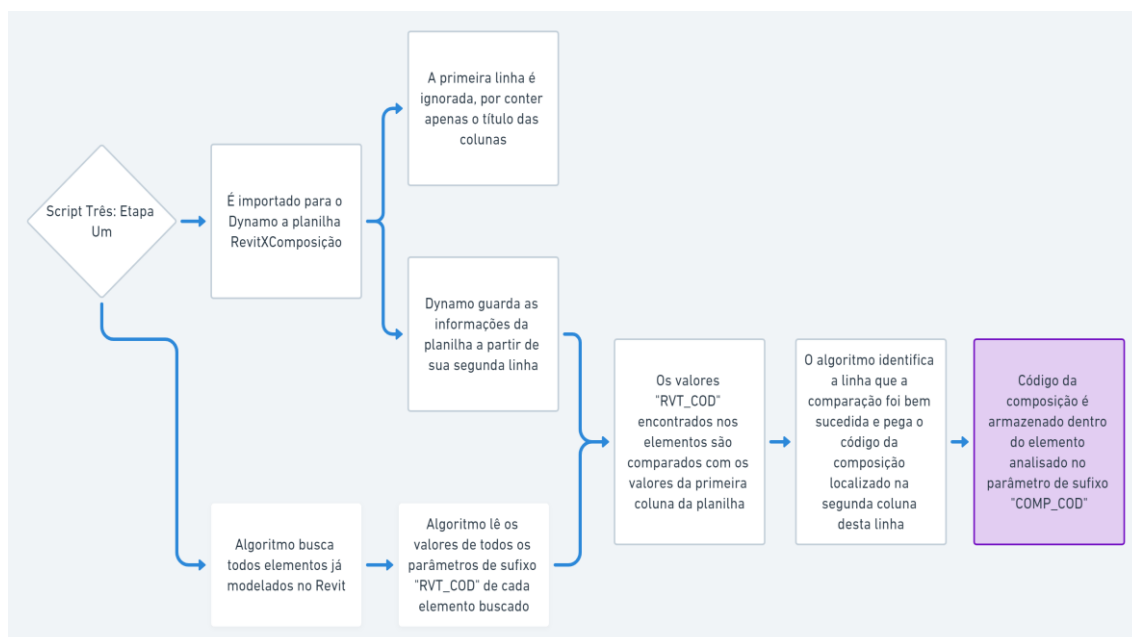 A primeira linha é
ignorada, por conter
apenas o título das
colunas
Script Três: Etapa
Um
É importado para o
Dynamo a planilha
RevitXComposição
Dynamo guarda as
informações da
planilha a partir de
sua segunda linha
Os valores
"RVT_COD"
encontrados nos
elementos são
comparados com os
valores da primeira
coluna da planilha
O algoritmo identifica
a linha que a
comparação foi bem
sucedida e pega o
código da
composição
localizado na
segunda coluna
desta linha
Código da
composição é
armazenado dentro
do elemento
analisado no
parâmetro de sufixo
"COMP_COD"
Algoritmo busca
todos elementos já
modelados no Revit
Algoritmo lê os
valores de todos os
parâmetros de sufixo
"RVT_COD" de cada
elemento buscado